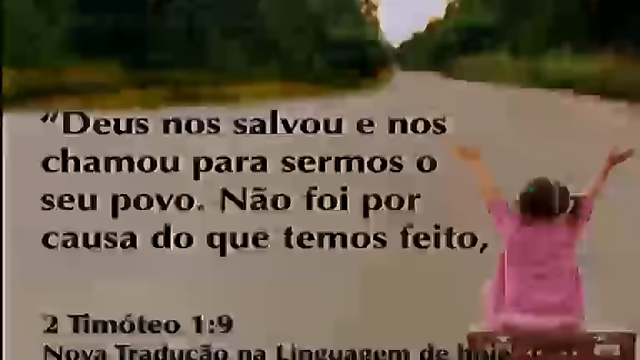 “Deus nos salvou e nos
chamou para sermos o
seu povo. Não foi por
causa do que temos feito,
2 Timóteo 1:9
Nova Tradução na Linguagem de hoje